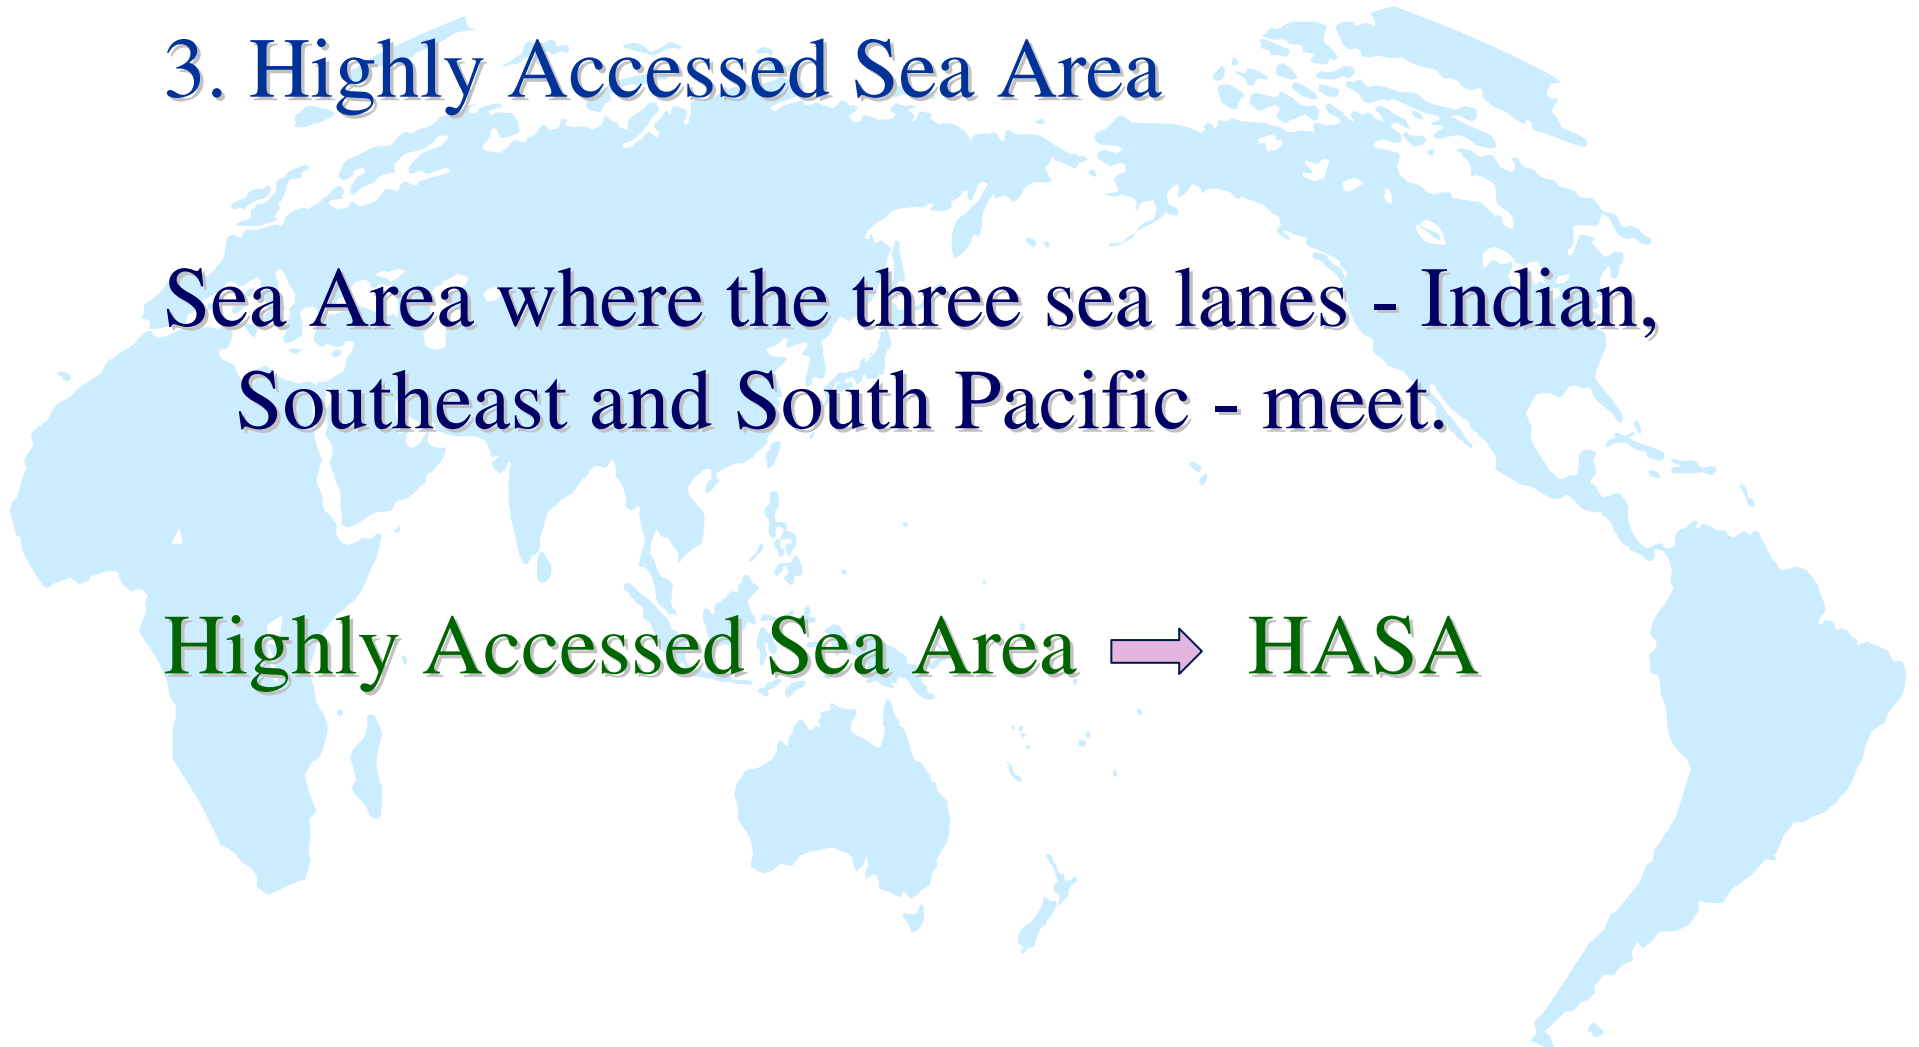 3. Highly Accessed Sea Area
Sea Area where the three sea lanes - Indian,
Southeast and South Pacific - meet.
Highly Accessed Sea Area HASA